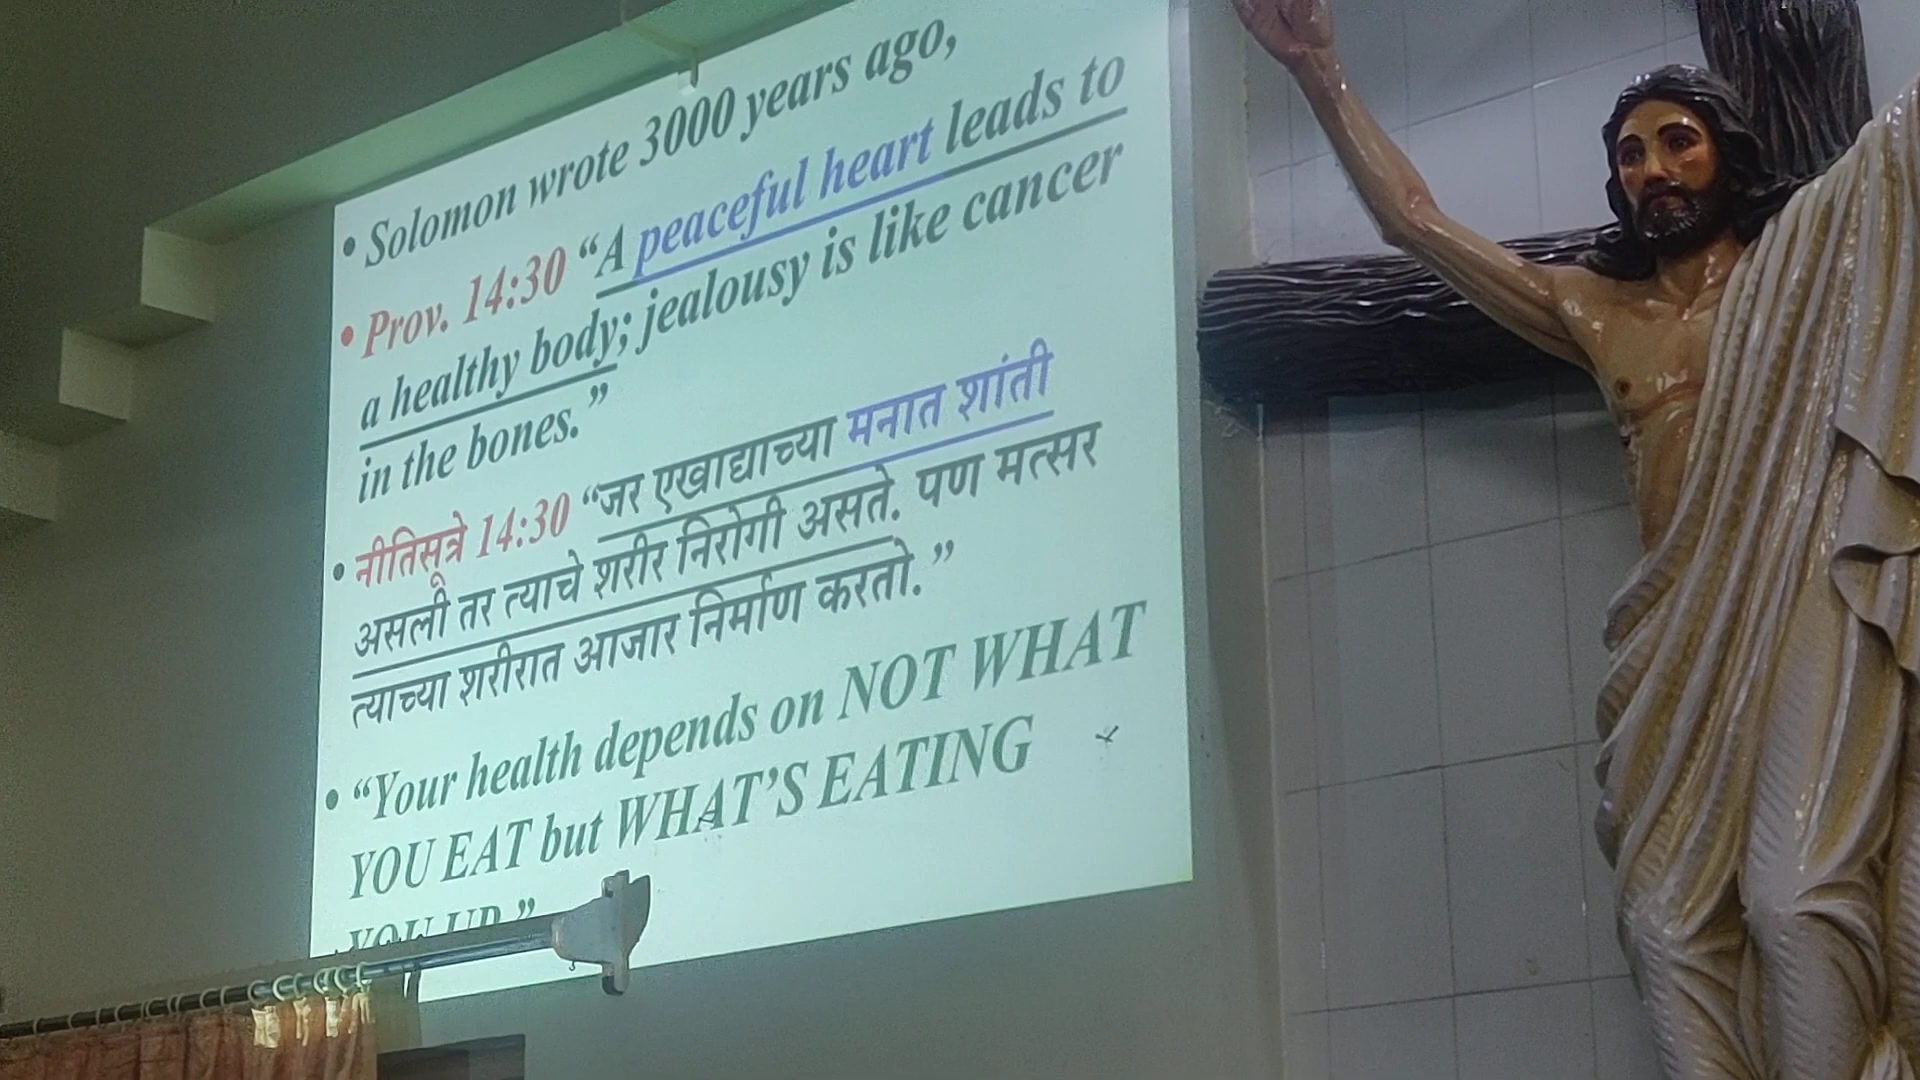 • Solomon wrote 3000 years ago,
• Prov. 14:30 “A peaceful heart leads to
a healthy body; jealousy is like cancer
in the bones.”
• नीतिसूत्रे 14:30 “जर एखाद्याच्या मनात शांती
असली तर त्याचे शरीर निरोगी असते. पण मत्सर
त्याच्या शरीरात आजार निर्माण करतो.”
• “Your health depends on NOT WHAT
YOU EAT but WHAT’S EATING
YOU UP.”